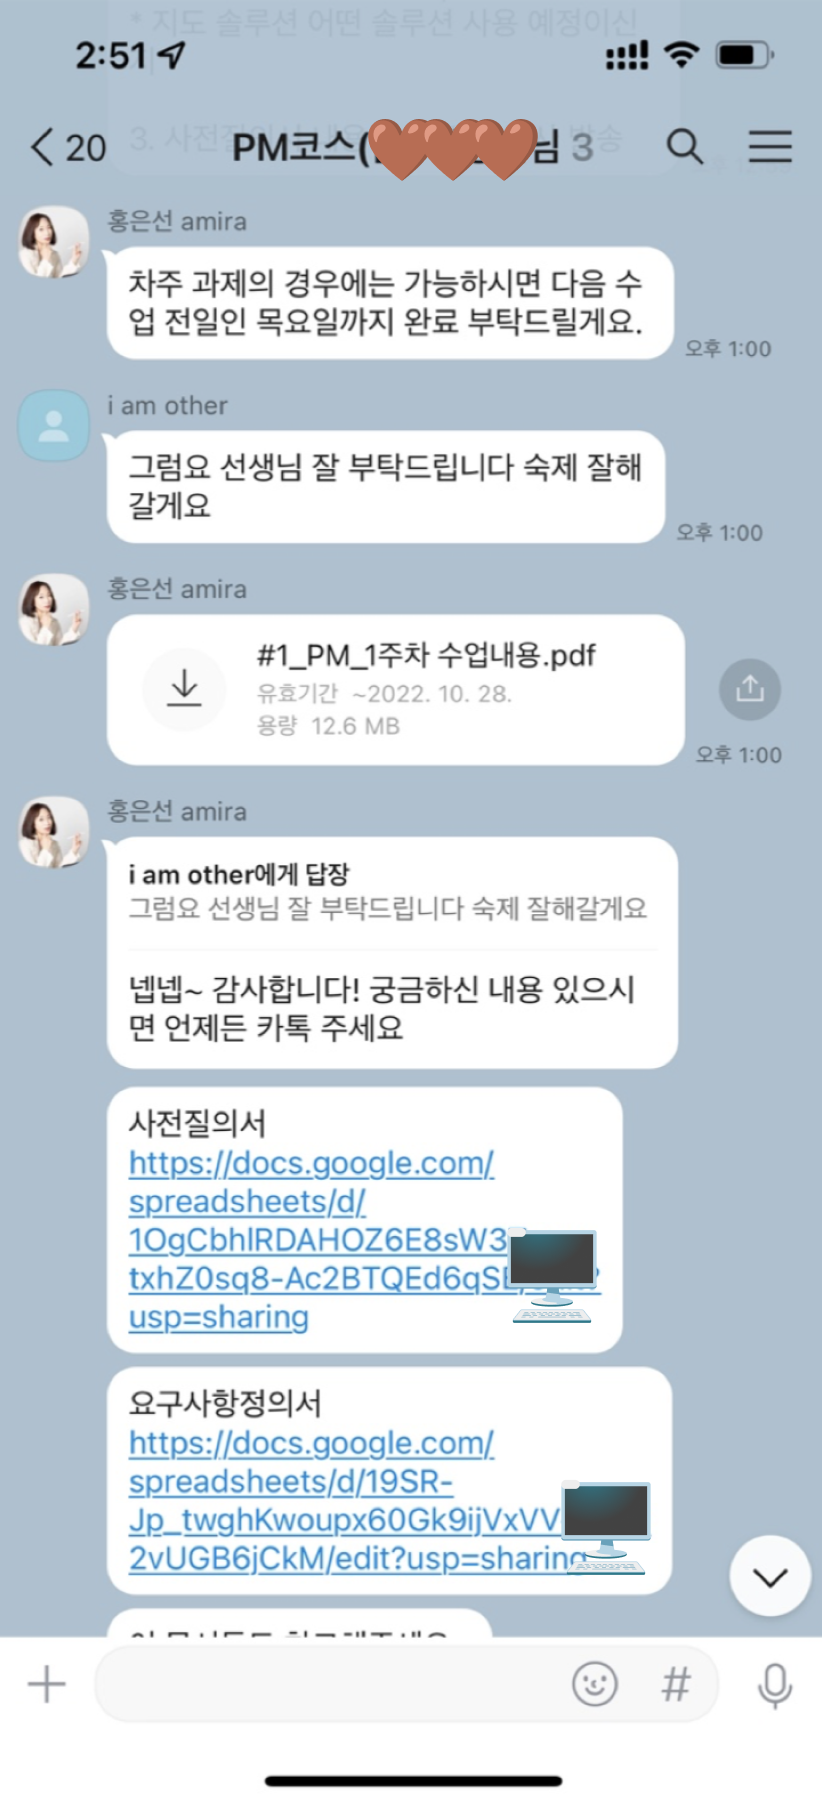 * 지도 솔루션 어떤 솔루션 사용 예정이신
2:51
3. 사전질 발송
20 PM코스( 님 3
홍은선 amira
차주 과제의 경우에는 가능하시면 다음 수
업 전일인 목요일까지 완료 부탁드릴게요.
오후 1:00
i am other
그럼요 선생님 잘 부탁드립니다 숙제 잘해
갈게요
오후 1:00
홍은선 amira
#1_PM_1주차 수업내용.pdf
유효기간 ~2022. 10. 28.
용량 12.6 MB
오후 1:00
홍은선 amira
i am other에게 답장
그럼요 선생님 잘 부탁드립니다 숙제 잘해갈게요
넵넵~ 감사합니다! 궁금하신 내용 있으시
면 언제든 카톡 주세요
사전질의서
https://docs.google.com/
spreadsheets/d/
1OgCbhlRDAHOZ6E8sW3
txhZ0sq8-Ac2BTQEd6qS
usp=sharing
요구사항정의서
https://docs.google.com/
spreadsheets/d/19SR-
Jp_twghKwoupx60Gk9ijVxVV
2vUGB6jCkM/edit?usp=sharing
#